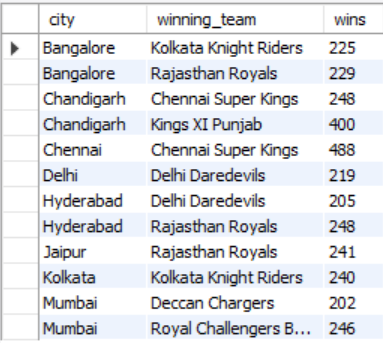 city winning_team wins
Bangalore Kolkata Knight Riders 225
Bangalore Rajasthan Royals 229
Chandigarh Chennai Super Kings 248
Chandigarh Kings XI Punjab 400
Chennai Chennai Super Kings 488
Delhi Delhi Daredevils 219
Hyderabad Delhi Daredevils 205
Hyderabad Rajasthan Royals 248
Jaipur Rajasthan Royals 241
Kolkata Kolkata Knight Riders 240
Mumbai Deccan Chargers 202
Mumbai Royal Challengers B... 246